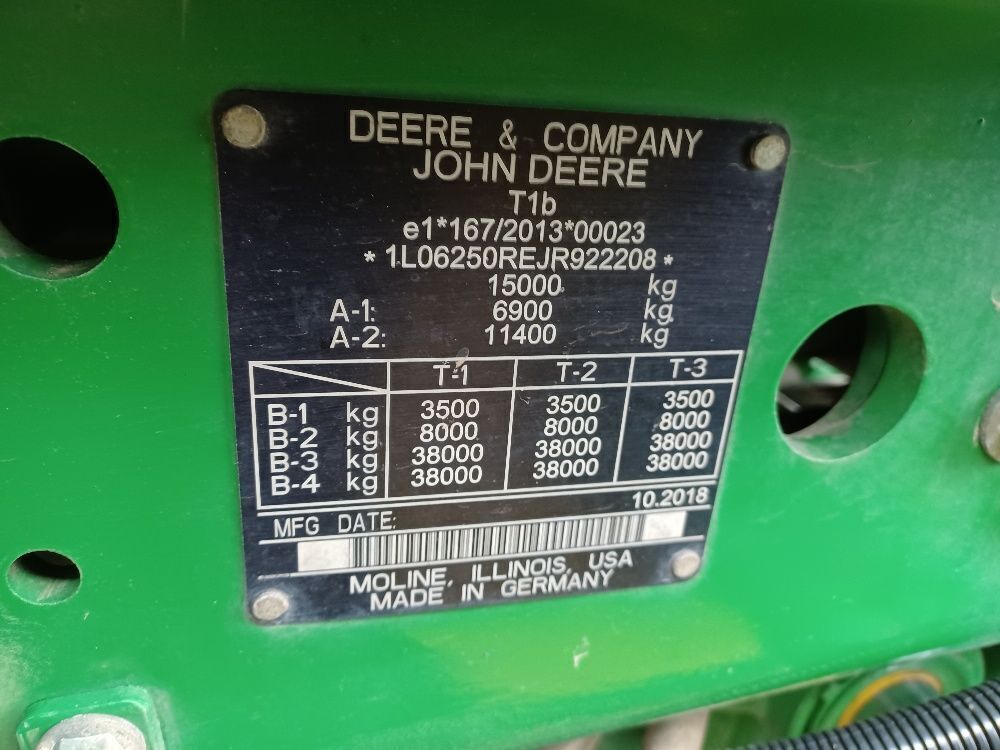 DEERE & COMPANY
JOHN DEERE
T1b
e1*167/2013*00023
* 1L06250REJR922208 *
15000 kg
A-1: 6900 kg
A-2: 11400 kg
T-1 T-2 T-3
B-1 kg 3500 3500 3500
B-2 kg 8000 8000 8000
B-3 kg 38000 38000 38000
B-4 kg 38000 38000 38000
MFG DATE: 10.2018
MOLINE, ILLINOIS, USA
MADE IN GERMANY